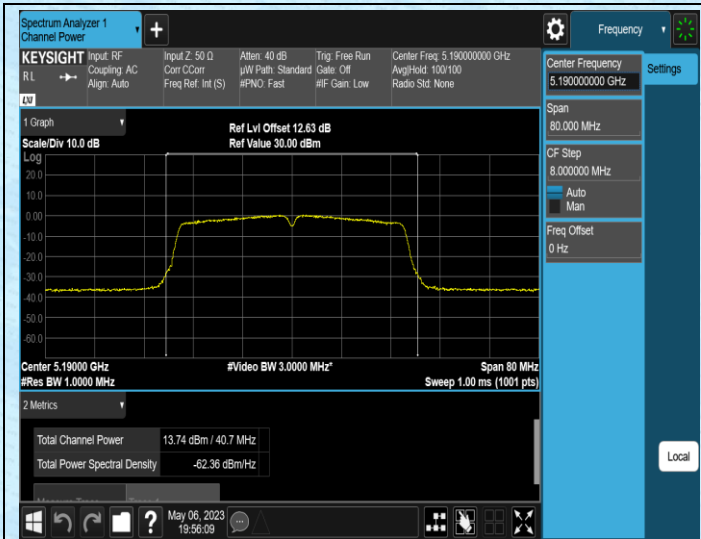 Spectrum Analyzer 1
Channel Power
Frequency
KEYSIGHT
R L
LXI
Input: RF
Coupling: AC
Align: Auto
Input Z: 50 Ω
Corr CCorr
Freq Ref: Int (S)
Atten: 40 dB
µW Path: Standard
#PNO: Fast
Trig: Free Run
Gate: Off
#IF Gain: Low
Center Freq: 5.190000000 GHz
Avg|Hold: 100/100
Radio Std: None
Center Frequency
5.190000000 GHz
Settings
Span
80.000 MHz
CF Step
8.000000 MHz
Auto
Man
Freq Offset
0 Hz
1 Graph
Scale/Div 10.0 dB
Ref Lvl Offset 12.63 dB
Ref Value 30.00 dBm
Log
20.0
10.0
0.00
-10.0
-20.0
-30.0
-40.0
-50.0
-60.0
Center 5.19000 GHz
#Video BW 3.0000 MHz*
Span 80 MHz
#Res BW 1.0000 MHz
Sweep 1.00 ms (1001 pts)
2 Metrics
Total Channel Power 13.74 dBm / 40.7 MHz
Total Power Spectral Density -62.36 dBm/Hz
Local
?
May 06, 2023
19:56:09